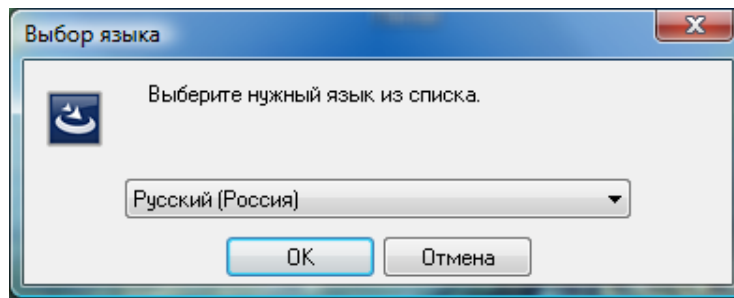 Выбор языка
Выберите нужный язык из списка.
Русский (Россия)
OK
Отмена